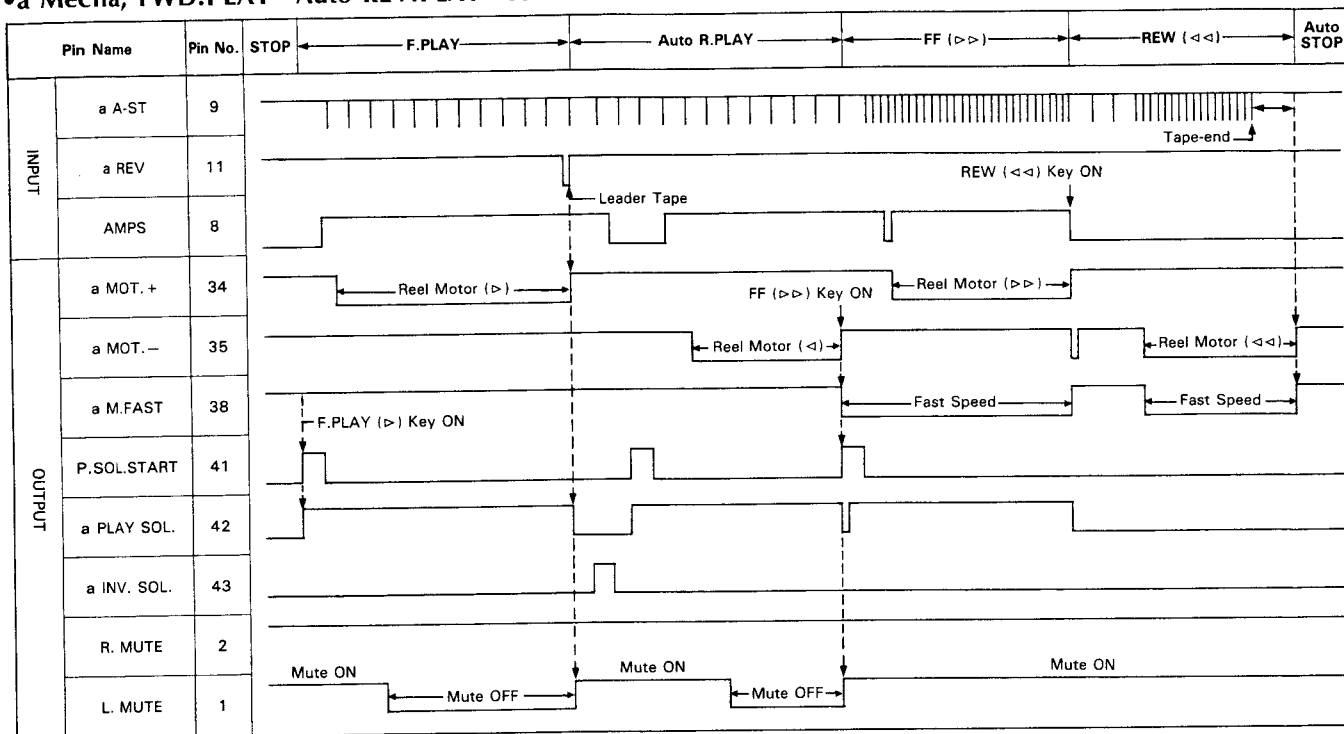 Pin Name Pin No. STOP F.PLAY Auto R.PLAY FF (▷▷) REW (◁◁) Auto STOP
INPUT
a A-ST 9
Tape-end
a REV 11
REW (◁◁) Key ON
Leader Tape
AMPS 8
OUTPUT
a MOT. + 34
Reel Motor (▷)
FF (▷▷) Key ON
Reel Motor (▷▷)
a MOT. – 35
Reel Motor (◁)
Reel Motor (◁◁)
a M.FAST 38
Fast Speed
Fast Speed
F.PLAY (▷) Key ON
P.SOL.START 41
a PLAY SOL. 42
a INV. SOL. 43
R. MUTE 2
Mute ON
Mute ON
Mute ON
L. MUTE 1
Mute OFF
Mute OFF